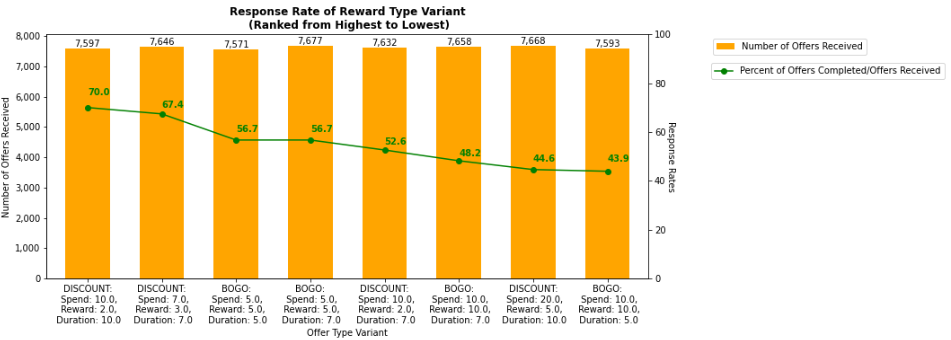 Response Rate of Reward Type Variant
(Ranked from Highest to Lowest)
8,000
7,000
6,000
5,000
4,000
3,000
2,000
1,000
0
Number of Offers Received
7,597
7,646
7,571
7,677
7,632
7,658
7,668
7,593
70.0
67.4
56.7
56.7
52.6
48.2
44.6
43.9
100
80
60
40
20
0
Response Rates
Number of Offers Received
Percent of Offers Completed/Offers Received
DISCOUNT:
Spend: 10.0,
Reward: 2.0,
Duration: 10.0
DISCOUNT:
Spend: 7.0,
Reward: 3.0,
Duration: 7.0
BOGO:
Spend: 5.0,
Reward: 5.0,
Duration: 5.0
BOGO:
Spend: 5.0,
Reward: 5.0,
Duration: 7.0
DISCOUNT:
Spend: 10.0,
Reward: 2.0,
Duration: 7.0
BOGO:
Spend: 10.0,
Reward: 10.0,
Duration: 7.0
DISCOUNT:
Spend: 20.0,
Reward: 5.0,
Duration: 10.0
BOGO:
Spend: 10.0,
Reward: 10.0,
Duration: 5.0
Offer Type Variant